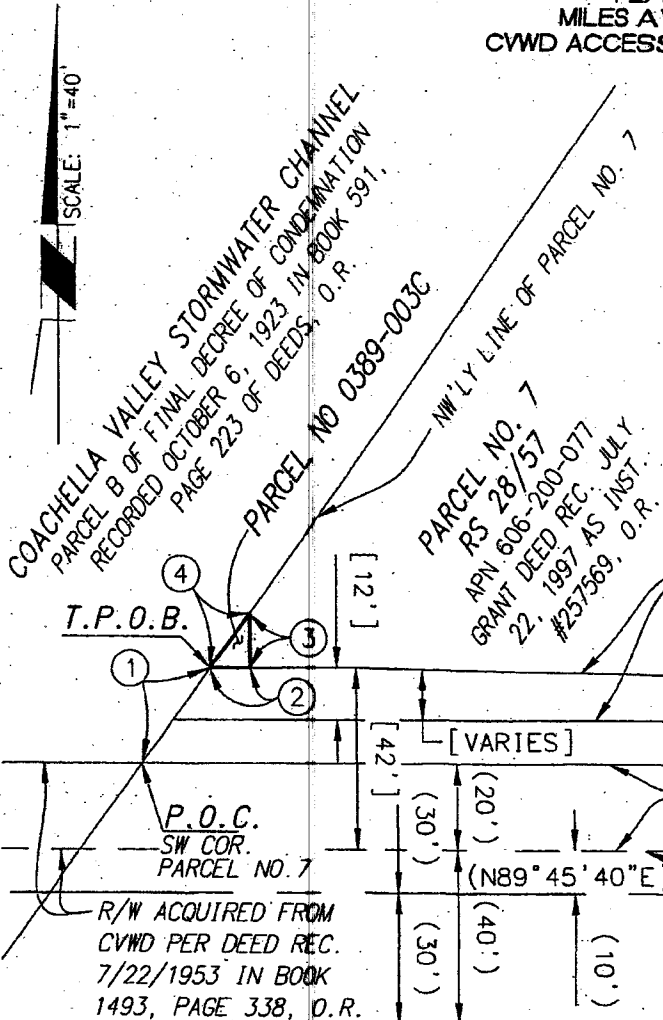 MILES A
CVWD ACCESS
SCALE: 1"=40'
COACHELLA VALLEY STORMWATER CHANNEL
PARCEL B OF FINAL DECREE OF CONDEMNATION
RECORDED OCTOBER 6, 1923 IN BOOK 591,
PAGE 223 OF DEEDS, O.R.
PARCEL NO 0389-003C
NW'LY LINE OF PARCEL NO. 7
PARCEL NO. 7
RS 28/57
APN 606-200-077
GRANT DEED REC. JULY
22, 1997 AS INST.
#257569, O.R.
4
[12']
T.P.O.B.
3
1
2
[VARIES]
[42']
P.O.C.
SW COR.
PARCEL NO. 7
(20')
(30')
(N89°45'40"E
R/W ACQUIRED FROM
CVWD PER DEED REC.
7/22/1953 IN BOOK
1493, PAGE 338, O.R.
(30')
(40')
(10')